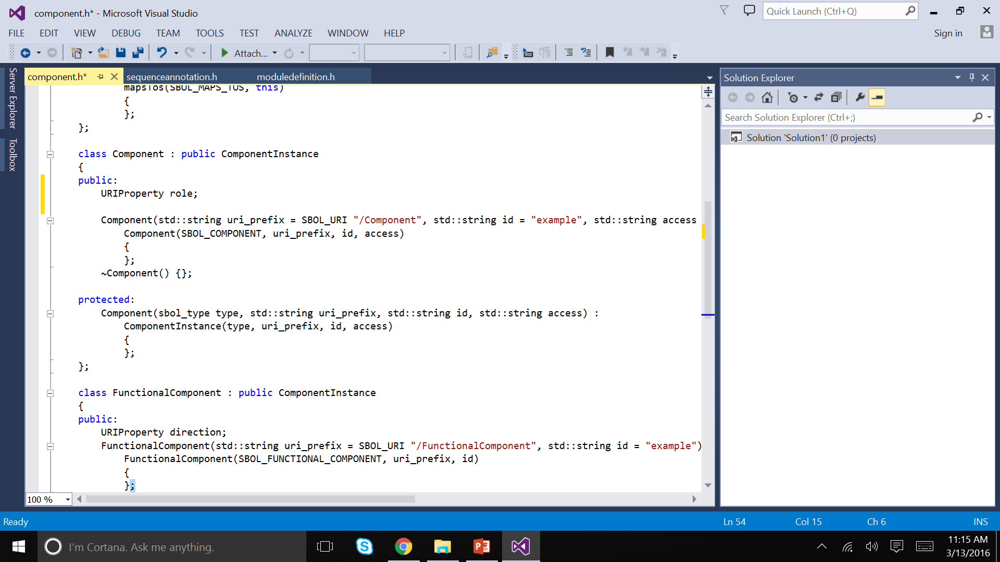 component.h* - Microsoft Visual Studio
Quick Launch (Ctrl+Q)
FILE EDIT VIEW DEBUG TEAM TOOLS TEST ANALYZE WINDOW HELP
Sign in
Attach...
Server Explorer
Toolbox
component.h* sequenceannotation.h moduledefinition.h
mapsTos(SBOL_MAPS_TOS, this)
{
};
};
class Component : public ComponentInstance
{
public:
URIProperty role;
Component(std::string uri_prefix = SBOL_URI "/Component", std::string id = "example", std::string access
Component(SBOL_COMPONENT, uri_prefix, id, access)
{
};
~Component() {};
protected:
Component(sbol_type type, std::string uri_prefix, std::string id, std::string access) :
ComponentInstance(type, uri_prefix, id, access)
{
};
};
class FunctionalComponent : public ComponentInstance
{
public:
URIProperty direction;
FunctionalComponent(std::string uri_prefix = SBOL_URI "/FunctionalComponent", std::string id = "example")
FunctionalComponent(SBOL_FUNCTIONAL_COMPONENT, uri_prefix, id)
{
};
100 %
Solution Explorer
Search Solution Explorer (Ctrl+;)
Solution 'Solution1' (0 projects)
Ready
Ln 54 Col 15 Ch 6 INS
I'm Cortana. Ask me anything.
11:15 AM
3/13/2016